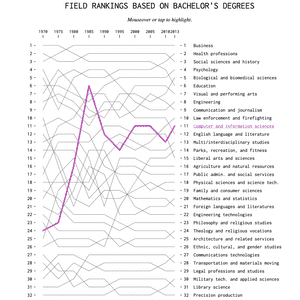 FIELD RANKINGS BASED ON BACHELOR'S DEGREES
Mouseover or tap to highlight.
1970 1975 1980 1985 1990 1995 2000 2005 2010 2013
1 1 Business
2 2 Health professions
3 3 Social sciences and history
4 4 Psychology
5 5 Biological and biomedical sciences
6 6 Education
7 7 Visual and performing arts
8 8 Engineering
9 9 Communication and journalism
10 10 Law enforcement and firefighting
11 11 Computer and information sciences
12 12 English language and literature
13 13 Multi/interdisciplinary studies
14 14 Parks, recreation, and fitness
15 15 Liberal arts and sciences
16 16 Agriculture and natural resources
17 17 Public admin. and social services
18 18 Physical sciences and science tech.
19 19 Family and consumer sciences
20 20 Mathematics and statistics
21 21 Foreign languages and literatures
22 22 Engineering technologies
23 23 Philosophy and religious studies
24 24 Theology and religious vocations
25 25 Architecture and related services
26 26 Ethnic, cultural, and gender studies
27 27 Communications technologies
28 28 Transportation and materials moving
29 29 Legal professions and studies
30 30 Military tech. and applied sciences
31 31 Library science
32 32 Precision production